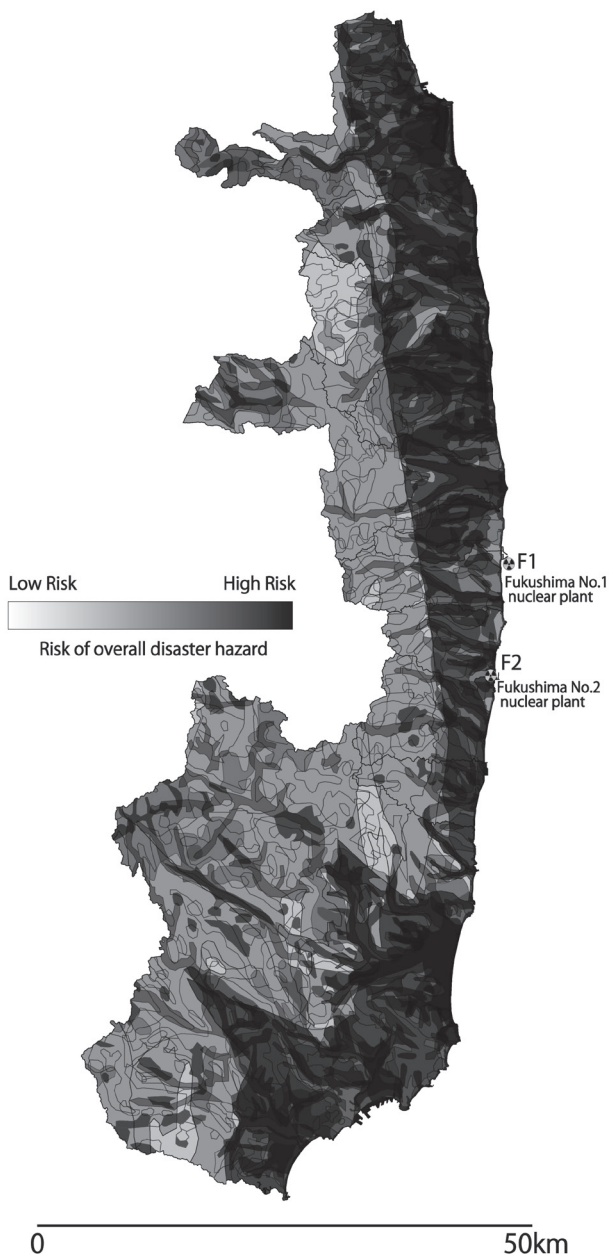 F1
Fukushima No.1
nuclear plant
Low Risk High Risk
Risk of overall disaster hazard
F2
Fukushima No.2
nuclear plant
0 50km